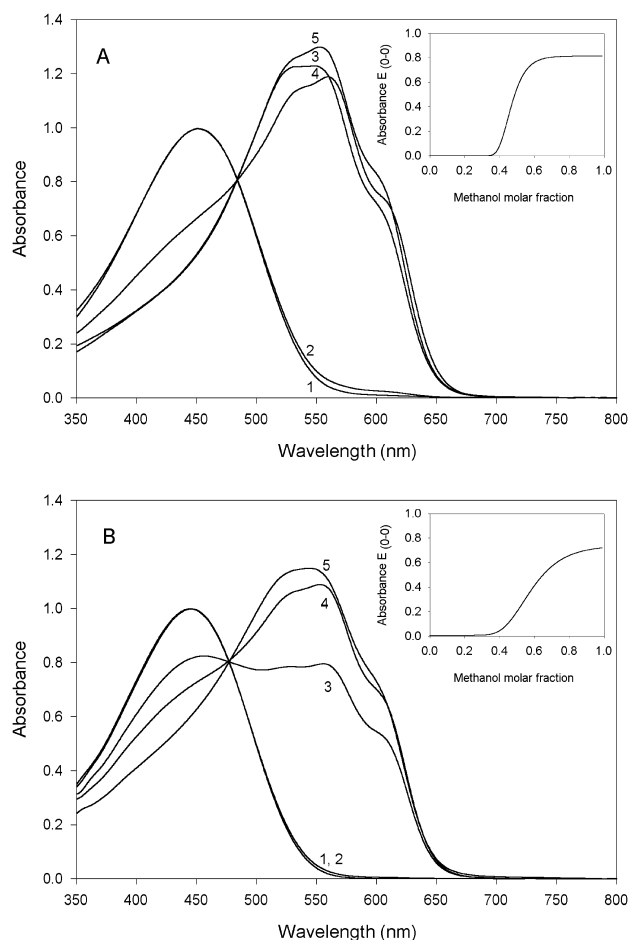 A
1.4
1.2
1.0
0.8
0.6
0.4
0.2
0.0
Absorbance
350 400 450 500 550 600 650 700 750 800
Wavelength (nm)
5
3
4
2
1
1.0
0.8
0.6
0.4
0.2
0.0
Absorbance E (0-0)
0.0 0.2 0.4 0.6 0.8 1.0
Methanol molar fraction
B
1.4
1.2
1.0
0.8
0.6
0.4
0.2
0.0
Absorbance
350 400 450 500 550 600 650 700 750 800
Wavelength (nm)
5
4
3
1, 2
1.0
0.8
0.6
0.4
0.2
0.0
Absorbance E (0-0)
0.0 0.2 0.4 0.6 0.8 1.0
Methanol molar fraction